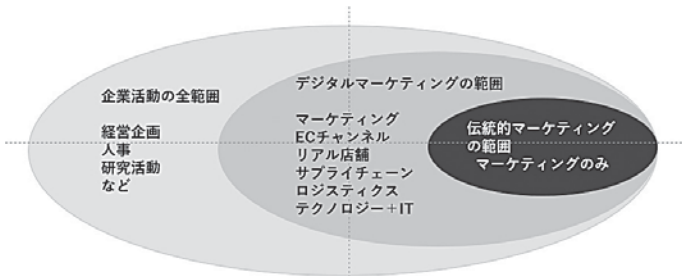 企業活動の全範囲
経営企画
人事
研究活動
など
デジタルマーケティングの範囲
マーケティング
ECチャンネル
リアル店舗
サプライチェーン
ロジスティクス
テクノロジー+IT
伝統的マーケティング
の範囲
マーケティングのみ